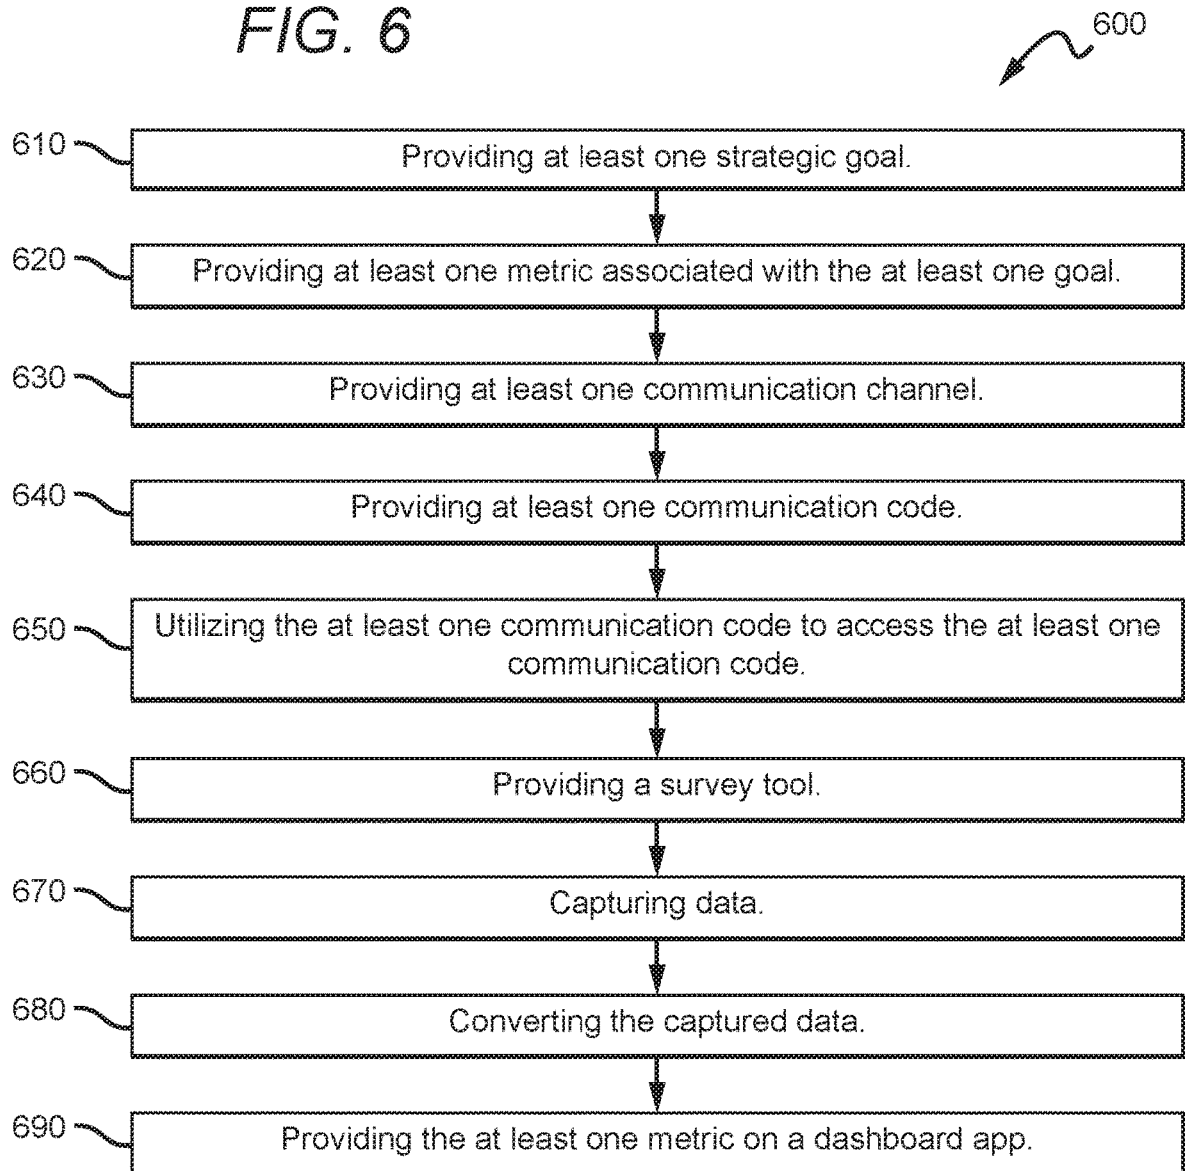 FIG. 6
600
610
Providing at least one strategic goal.
620
Providing at least one metric associated with the at least one goal.
630
Providing at least one communication channel.
640
Providing at least one communication code.
650
Utilizing the at least one communication code to access the at least one
communication code.
660
Providing a survey tool.
670
Capturing data.
680
Converting the captured data.
690
Providing the at least one metric on a dashboard app.